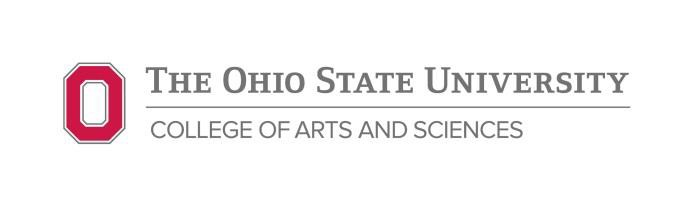 THE OHIO STATE UNIVERSITY
COLLEGE OF ARTS AND SCIENCES